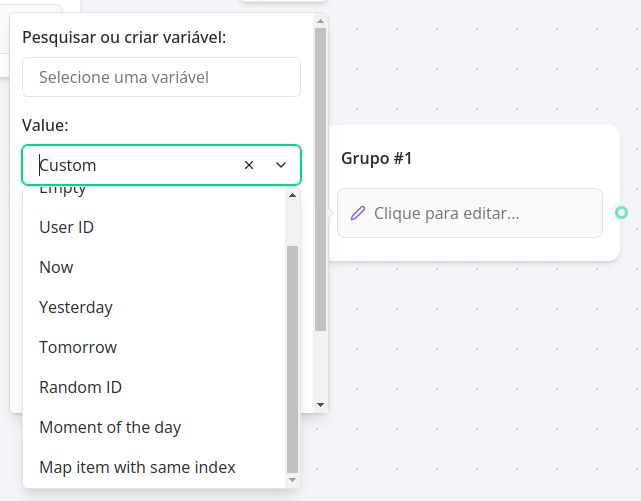 Pesquisar ou criar variável:
Selecione uma variável
Value:
Custom
Empty
User ID
Now
Yesterday
Tomorrow
Random ID
Moment of the day
Map item with same index
Grupo #1
Clique para editar...